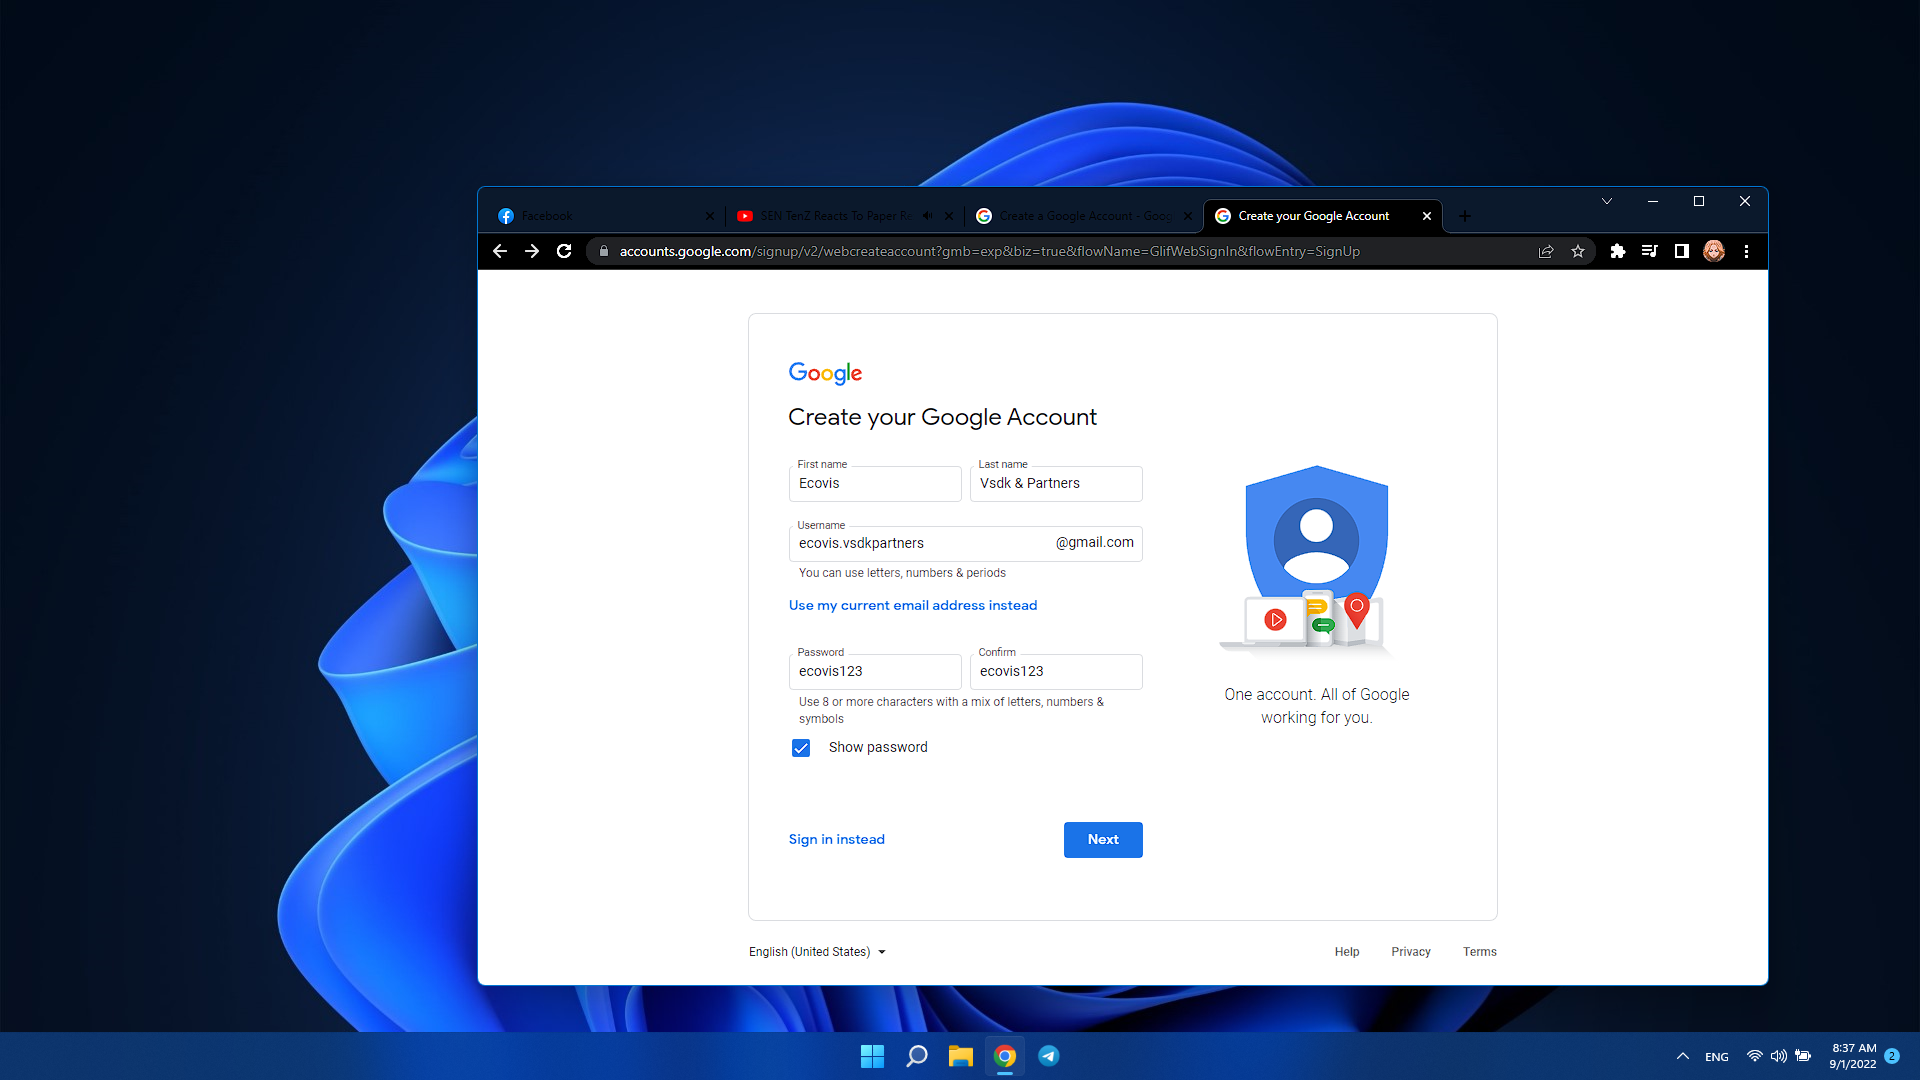 Facebook
SEN TenZ Reacts To Paper Re
Create a Google Account - Goog
Create your Google Account
accounts.google.com/signup/v2/webcreateaccount?gmb=exp&biz=true&flowName=GlifWebSignIn&flowEntry=SignUp
Google
Create your Google Account
First name
Last name
Ecovis
Vsdk & Partners
Username
ecovis.vsdkpartners
@gmail.com
You can use letters, numbers & periods
Use my current email address instead
Password
Confirm
ecovis123
ecovis123
Use 8 or more characters with a mix of letters, numbers &
symbols
Show password
One account. All of Google
working for you.
Sign in instead
Next
English (United States)
Help
Privacy
Terms
ENG
8:37 AM
9/1/2022
2